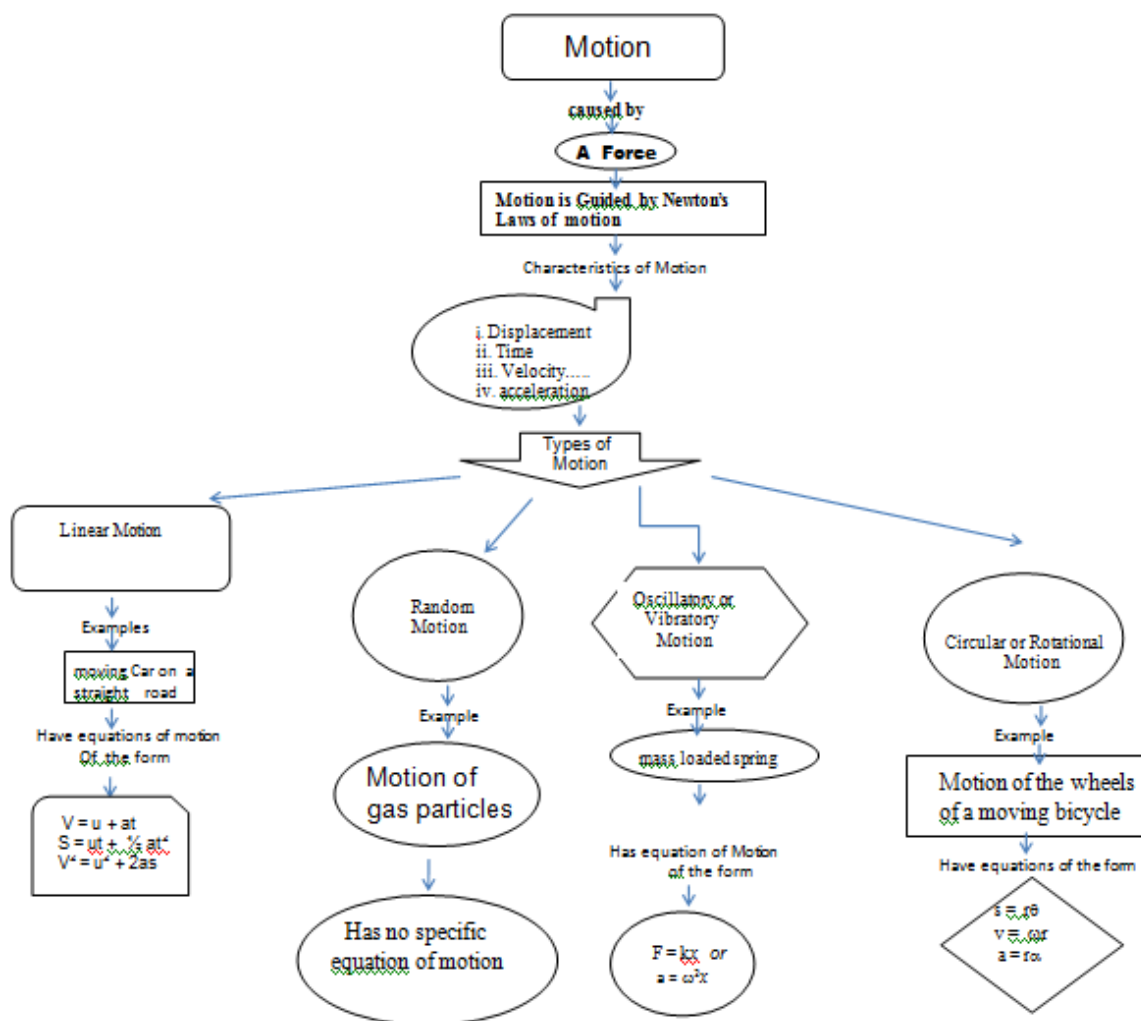 Motion
caused by
A Force
Motion is Guided by Newton's
Laws of motion
Characteristics of Motion
i. Displacement
ii. Time
iii. Velocity.....
iv. acceleration
Types of
Motion
Linear Motion
Examples
moving Car on a
straight road
Have equations of motion
Of the form
V = u + at
S = ut + ½ at²
V² = u² + 2as
Random
Motion
Example
Motion of
gas particles
Has no specific
equation of motion
Oscillatory or
Vibratory
Motion
Example
mass loaded spring
Has equation of Motion
of the form
F = kx or
a = ω²x
Circular or Rotational
Motion
Example
Motion of the wheels
of a moving bicycle
Have equations of the form
s = rθ
v = ωr
a = rα